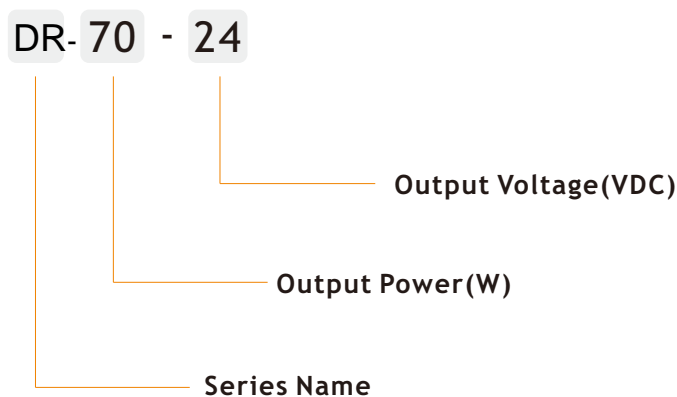 DR- 70 - 24
Output Voltage(VDC)
Output Power(W)
Series Name